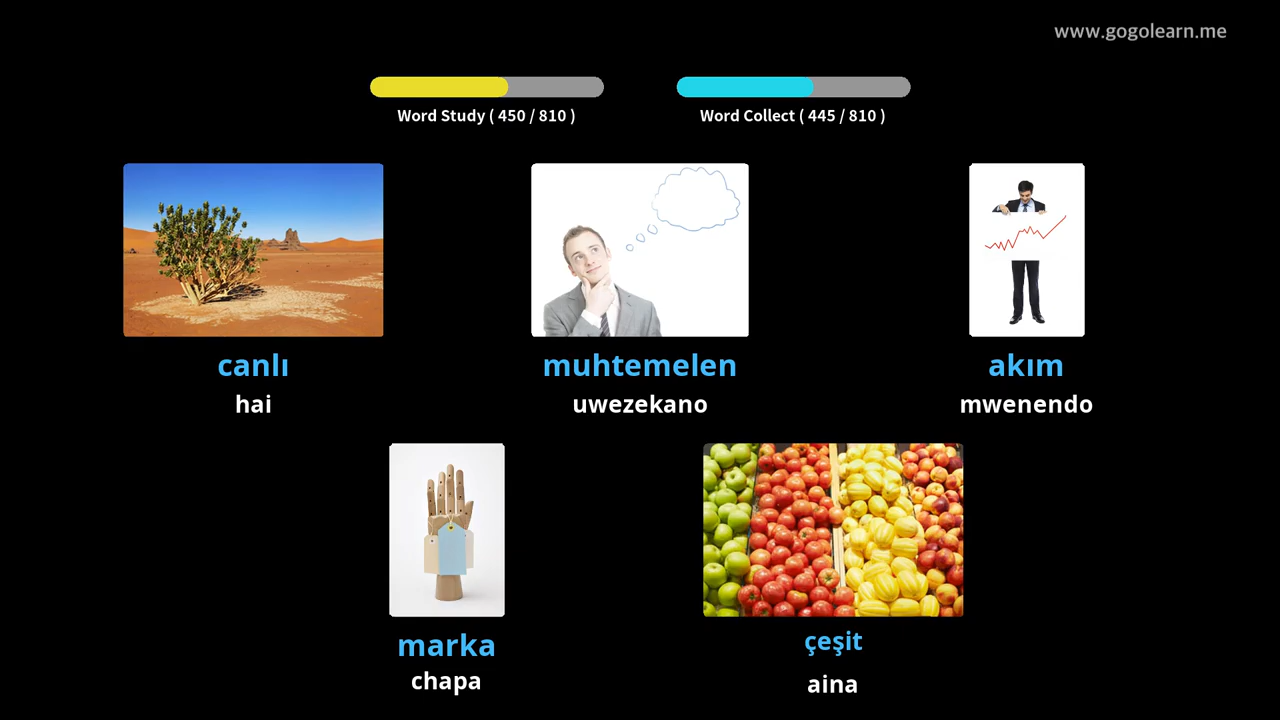 www.gogolearn.me
Word Study ( 450 / 810 )
Word Collect ( 445 / 810 )
canlı
hai
muhtemelen
uwezekano
akım
mwenendo
marka
chapa
çeşit
aina